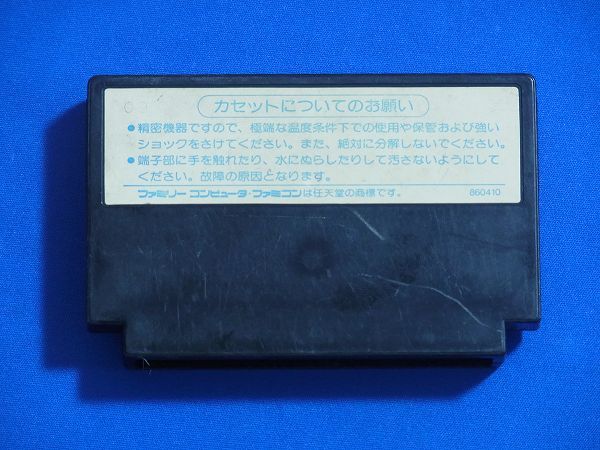 カセットについてのお願い
●精密機器ですので、極端な温度条件下での使用や保管および強い
ショックをさけてください。また、絶対に分解しないでください。
●端子部に手を触れたり、水にぬらしたりして汚さないようにして
ください。故障の原因となります。
ファミリーコンピュータ・ファミコンは任天堂の商標です。 860410